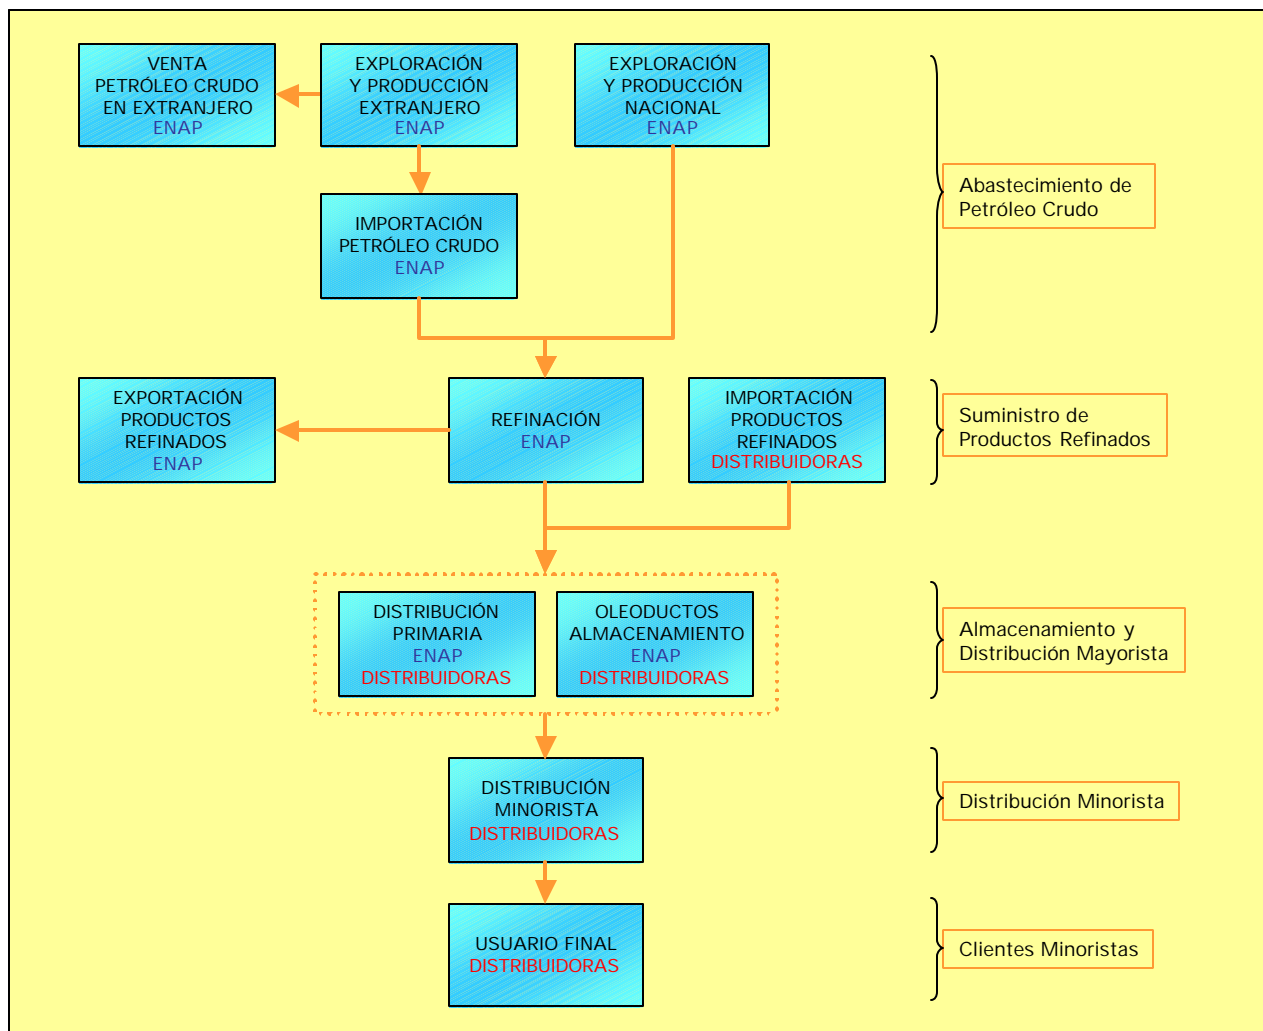 VENTA
PETRÓLEO CRUDO
EN EXTRANJERO
ENAP
EXPLORACIÓN
Y PRODUCCIÓN
EXTRANJERO
ENAP
EXPLORACIÓN
Y PRODUCCIÓN
NACIONAL
ENAP
IMPORTACIÓN
PETRÓLEO CRUDO
ENAP
Abastecimiento de
Petróleo Crudo
EXPORTACIÓN
PRODUCTOS
REFINADOS
ENAP
REFINACIÓN
ENAP
IMPORTACIÓN
PRODUCTOS
REFINADOS
DISTRIBUIDORAS
Suministro de
Productos Refinados
DISTRIBUCIÓN
PRIMARIA
ENAP
DISTRIBUIDORAS
OLEODUCTOS
ALMACENAMIENTO
ENAP
DISTRIBUIDORAS
Almacenamiento y
Distribución Mayorista
DISTRIBUCIÓN
MINORISTA
DISTRIBUIDORAS
Distribución Minorista
USUARIO FINAL
DISTRIBUIDORAS
Clientes Minoristas